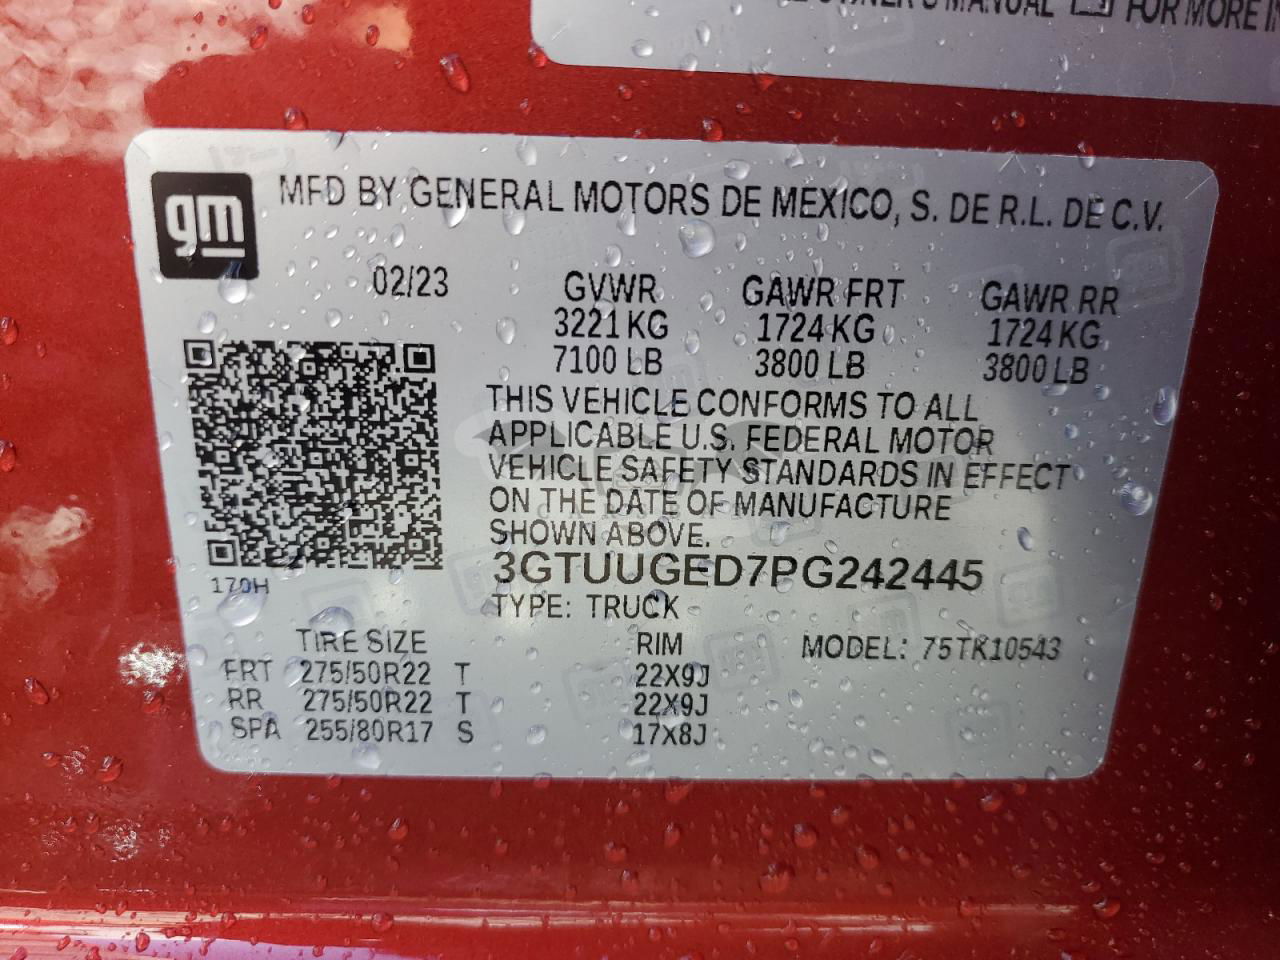 OWNER'S MANUAL FOR MORE
gm
MFD BY GENERAL MOTORS DE MEXICO, S. DE R.L. DE C.V.
02/23 GVWR GAWR FRT GAWR RR
3221 KG 1724 KG 1724 KG
7100 LB 3800 LB 3800 LB
THIS VEHICLE CONFORMS TO ALL
APPLICABLE U.S. FEDERAL MOTOR
VEHICLE SAFETY STANDARDS IN EFFECT
ON THE DATE OF MANUFACTURE
SHOWN ABOVE.
3GTUUGED7PG242445
170H
TYPE: TRUCK
TIRE SIZE RIM MODEL: 75TK10543
FRT 275/50R22 T 22X9J
RR 275/50R22 T 22X9J
SPA 255/80R17 S 17X8J